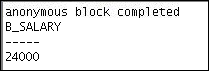 anonymous block completed
B_SALARY
-----
24000